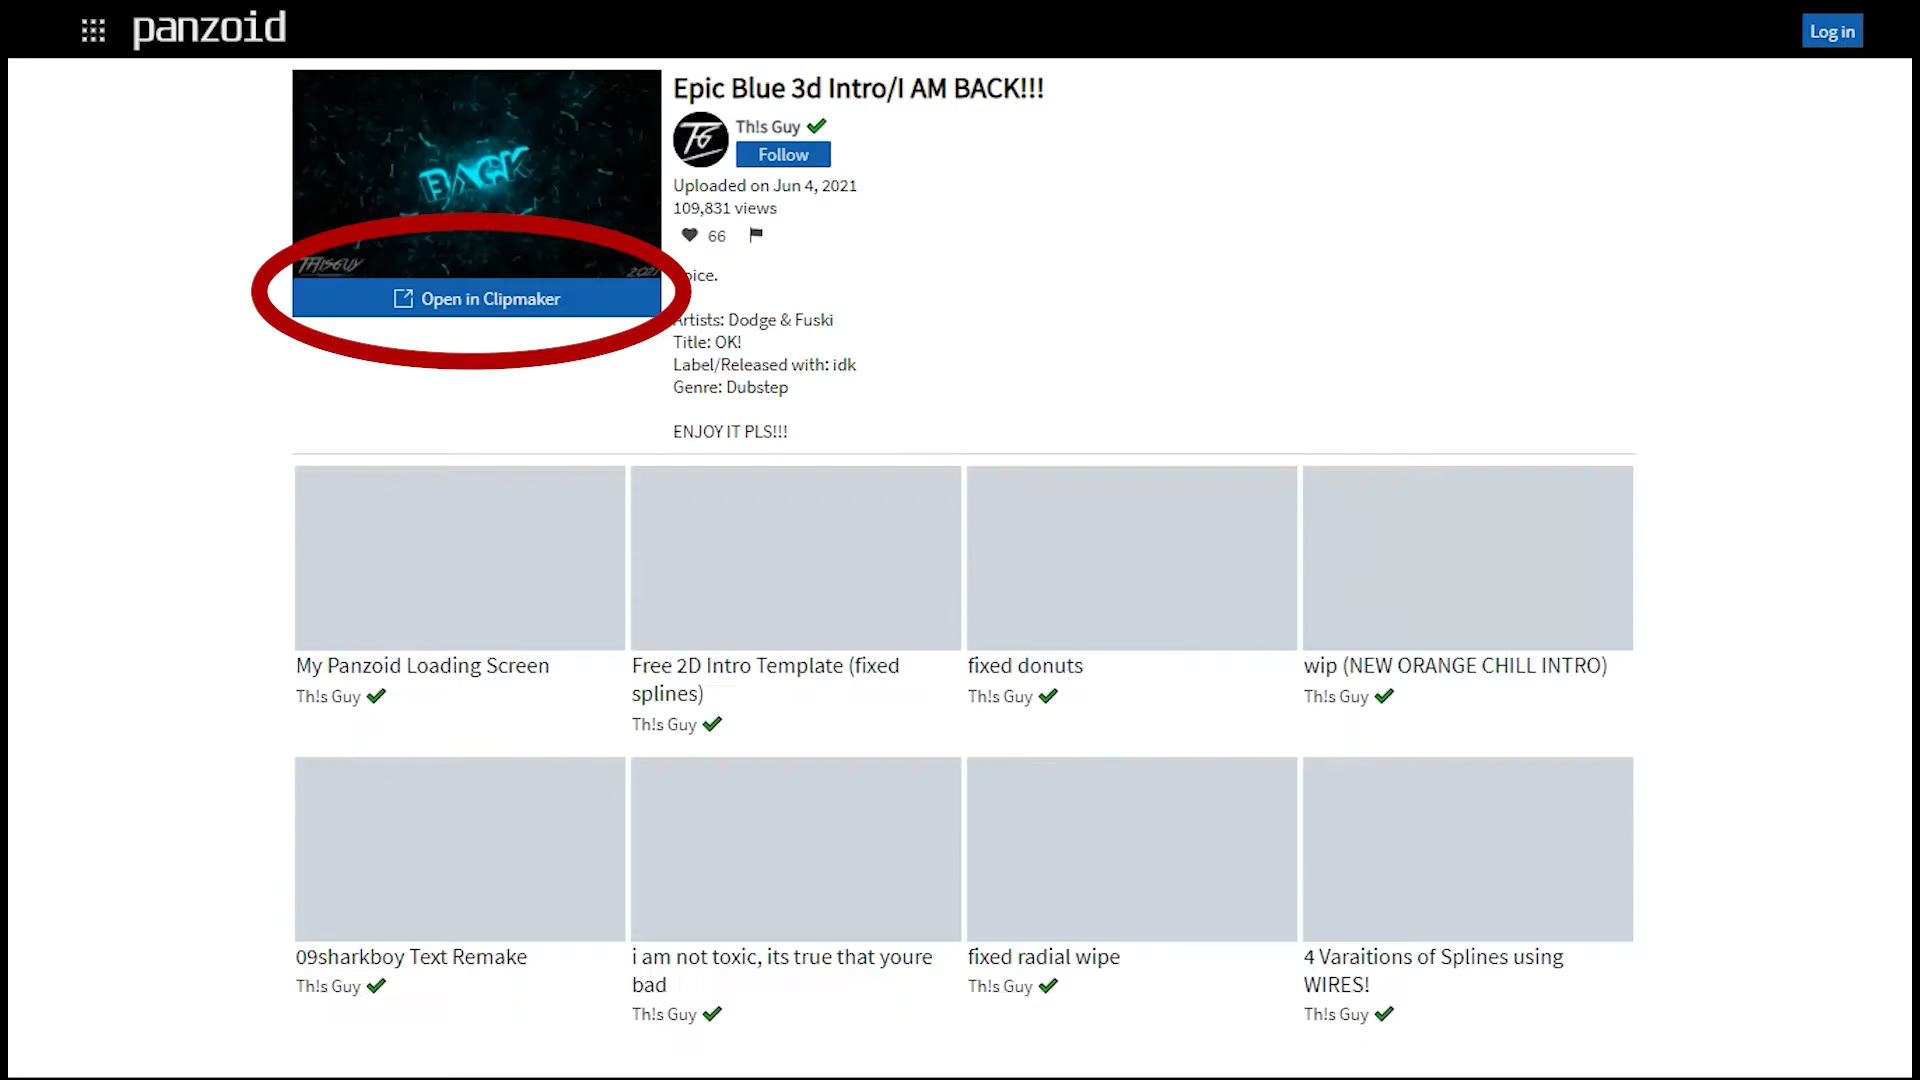 panzoid
Log in
Epic Blue 3d Intro/I AM BACK!!!
TG
Th!s Guy
Follow
BACK
Uploaded on Jun 4, 2021
109,831 views
66
THISGUY
2021
oice.
Open in Clipmaker
Artists: Dodge & Fuski
Title: OK!
Label/Released with: idk
Genre: Dubstep
ENJOY IT PLS!!!
My Panzoid Loading Screen
Th!s Guy
Free 2D Intro Template (fixed
splines)
Th!s Guy
fixed donuts
Th!s Guy
wip (NEW ORANGE CHILL INTRO)
Th!s Guy
09sharkboy Text Remake
Th!s Guy
i am not toxic, its true that youre
bad
Th!s Guy
fixed radial wipe
Th!s Guy
4 Varaitions of Splines using
WIRES!
Th!s Guy